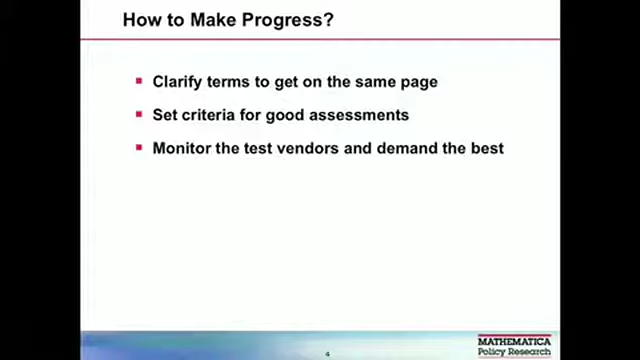 How to Make Progress?
Clarify terms to get on the same page
Set criteria for good assessments
Monitor the test vendors and demand the best
4
MATHEMATICA
Policy Research